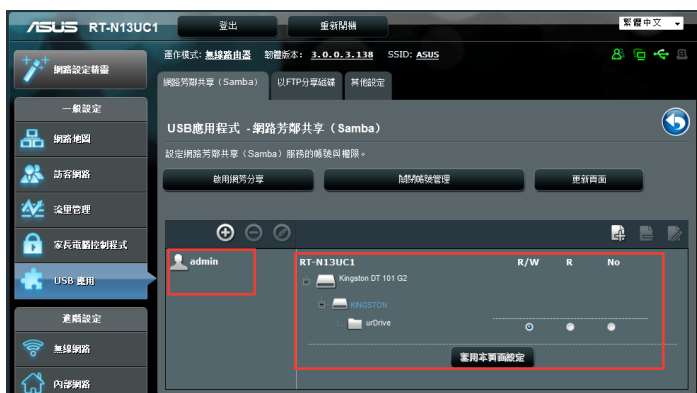 ASUS RT-N13UC1 登出 重新開機 繁體中文
運作模式: 無線路由器 韌體版本: 3.0.0.3.138 SSID: ASUS
網路設定精靈
網路芳鄰共享（Samba） 以FTP分享磁碟 其他設定
一般設定
USB應用程式 - 網路芳鄰共享（Samba）
網路地圖
設定網路芳鄰共享（Samba）服務的帳號與權限。
訪客網路
啟用網芳分享 關閉帳號管理 更新頁面
流量管理
家長電腦控制程式
admin RT-N13UC1 R/W R No
USB 應用 Kingston DT 101 G2
KINGSTON
進階設定 urDrive
無線網路
套用本頁面設定
內部網路